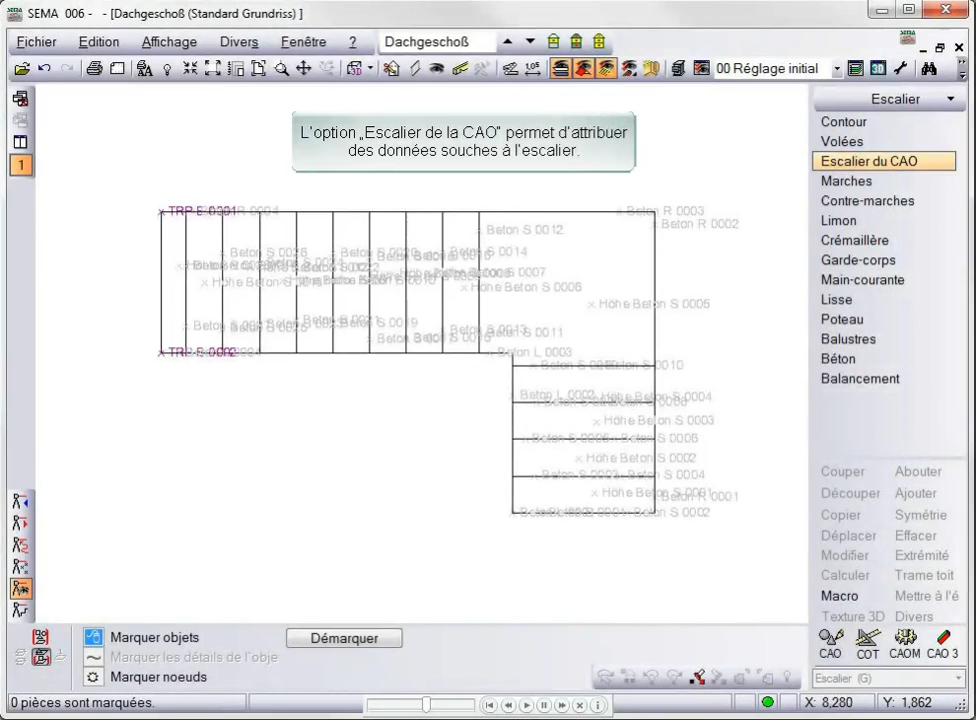 SEMA 006 - - [Dachgeschoß (Standard Grundriss) ]
Fichier Edition Affichage Divers Fenêtre ? Dachgeschoß
00 Réglage initial
L'option „Escalier de la CAO" permet d'attribuer
des données souches à l'escalier.
Escalier
Contour
Volées
Escalier du CAO
Marches
Contre-marches
Limon
Crémaillère
Garde-corps
Main-courante
Lisse
Poteau
Balustres
Béton
Balancement
1
Beton R 0003
Beton R 0002
Beton S 0012
Beton S 0014
Höhe Beton S 0006
Höhe Beton S 0005
Beton S 0011
Beton L 0003
Beton L 0002
Höhe Beton S 0003
Höhe Beton S 0002
Beton S 0004
Beton R 0001
Beton S 0002
Couper Abouter
Découper Ajouter
Copier Symétrie
Déplacer Effacer
Modifier Extrémité
Calculer Trame toit
Macro Mettre à l'é
Texture 3D Divers
CAO COT CAOM CAO 3
Escalier (G)
Marquer objets Démarquer
Marquer les détails de l'obje
Marquer noeuds
0 pièces sont marquées. X: 8,280 Y: 1,862